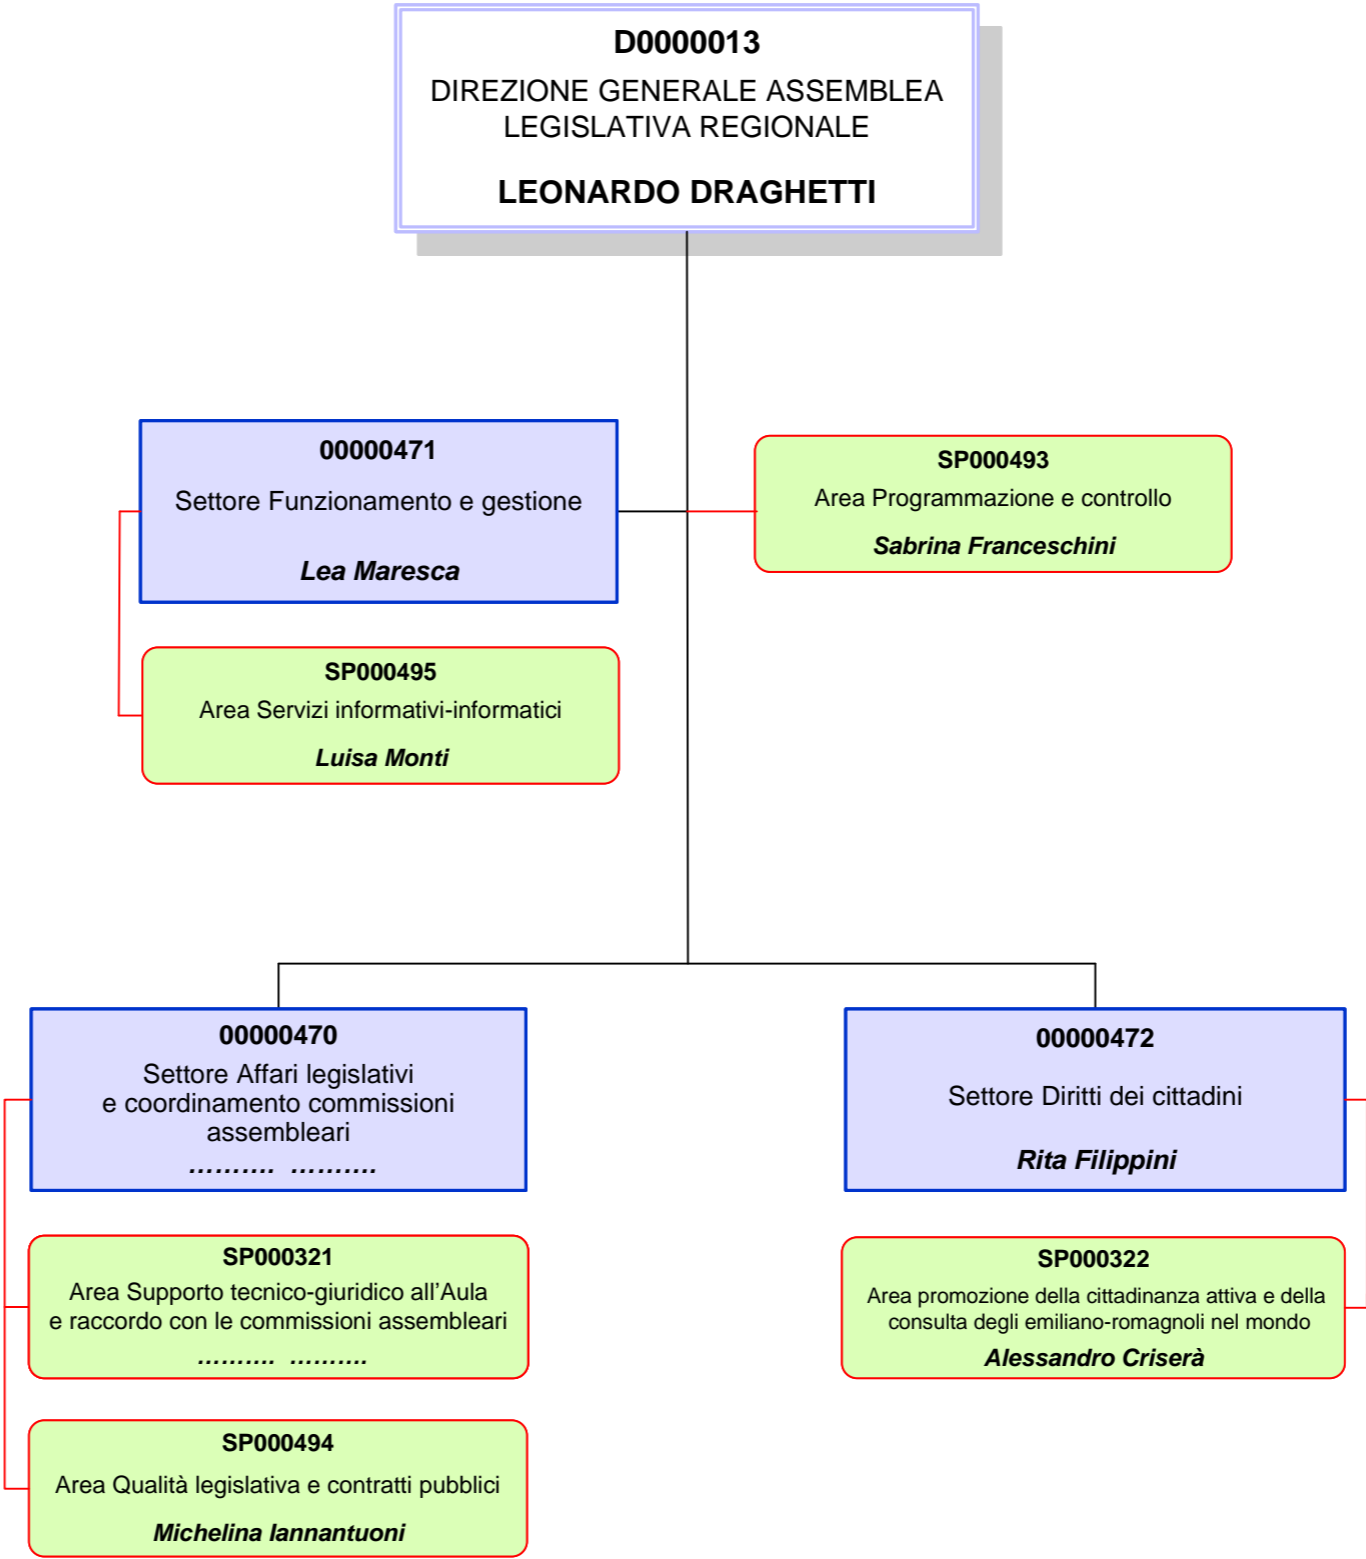 D0000013
DIREZIONE GENERALE ASSEMBLEA
LEGISLATIVA REGIONALE
LEONARDO DRAGHETTI
00000471
Settore Funzionamento e gestione
Lea Maresca
SP000493
Area Programmazione e controllo
Sabrina Franceschini
SP000495
Area Servizi informativi-informatici
Luisa Monti
00000470
Settore Affari legislativi
e coordinamento commissioni
assembleari
………. ……….
00000472
Settore Diritti dei cittadini
Rita Filippini
SP000321
Area Supporto tecnico-giuridico all’Aula
e raccordo con le commissioni assembleari
………. ……….
SP000322
Area promozione della cittadinanza attiva e della
consulta degli emiliano-romagnoli nel mondo
Alessandro Criserà
SP000494
Area Qualità legislativa e contratti pubblici
Michelina Iannantuoni